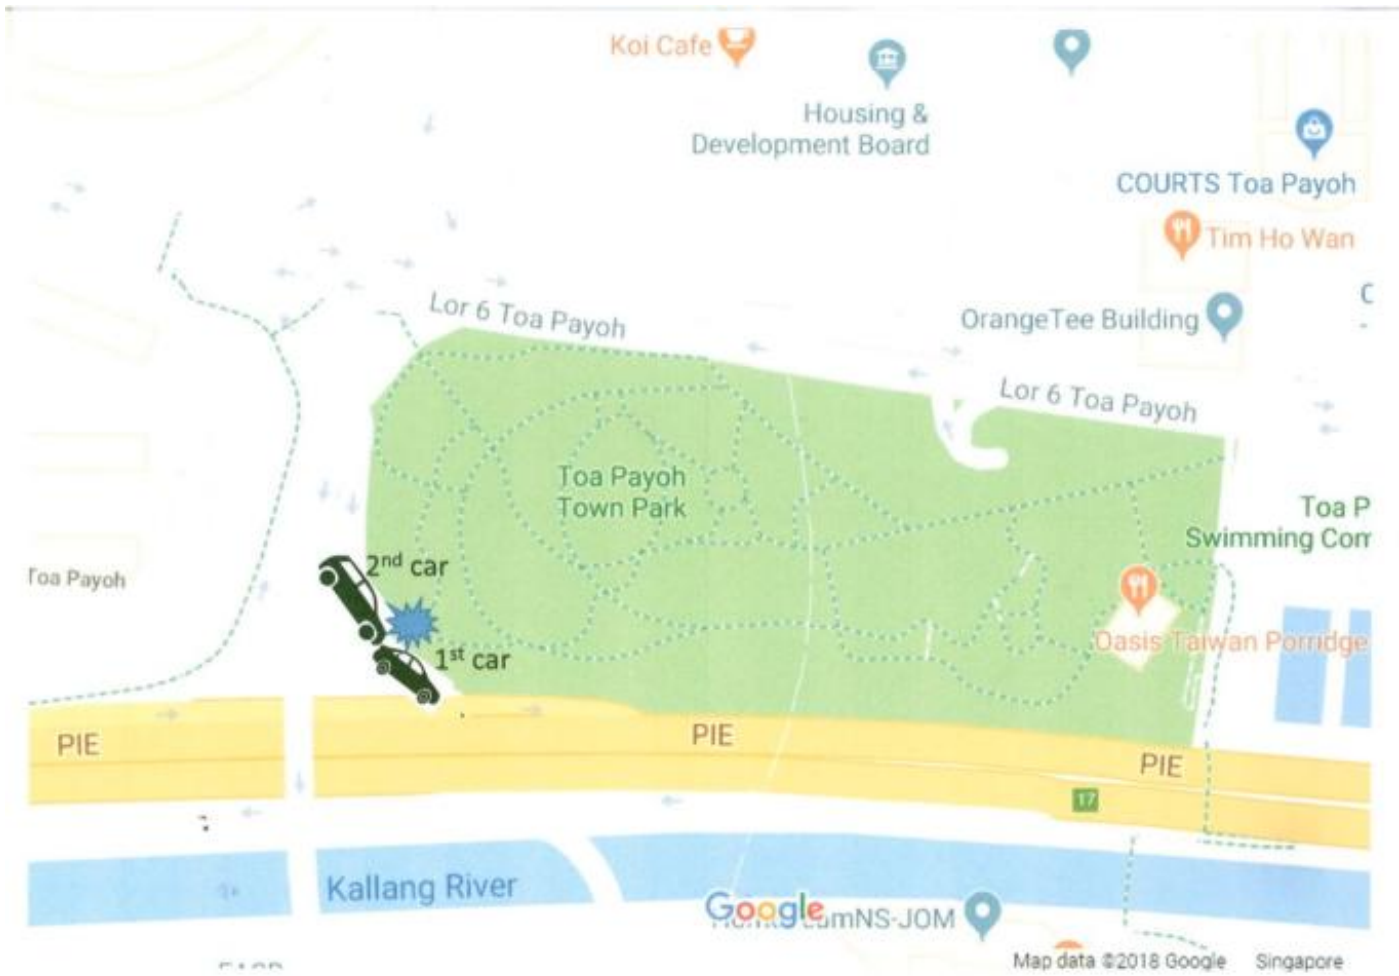 Koi Cafe
Housing &
Development Board
COURTS Toa Payoh
Tim Ho Wan
OrangeTee Building
Lor 6 Toa Payoh
Lor 6 Toa Payoh
Toa Payoh
Town Park
Toa P
Swimming Com
2nd car
Toa Payoh
1st car
Oasis Taiwan Porridge
PIE
PIE
PIE
17
Kallang River
Google
NS-JOM
Map data ©2018 Google Singapore